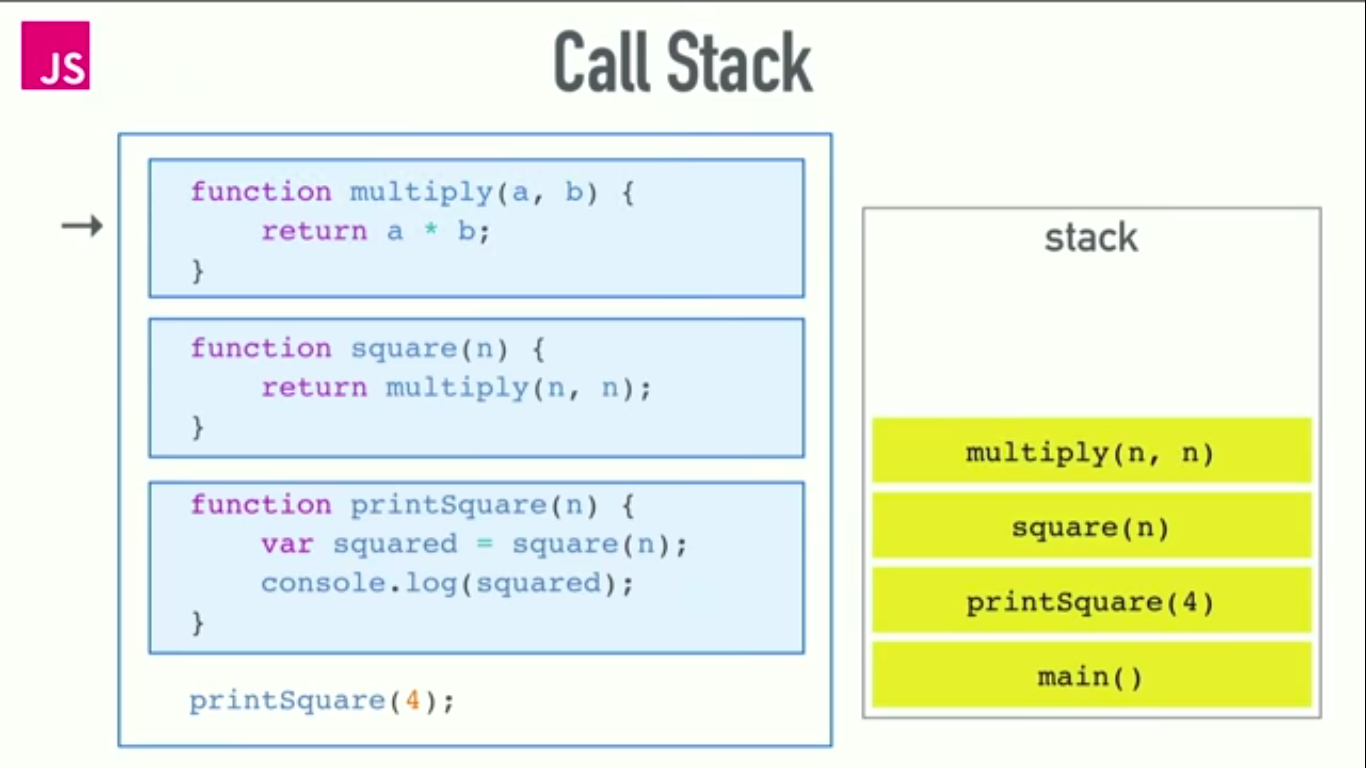 JS
Call Stack
function multiply(a, b) {
    return a * b;
}
function square(n) {
    return multiply(n, n);
}
function printSquare(n) {
    var squared = square(n);
    console.log(squared);
}
printSquare(4);
stack
multiply(n, n)
square(n)
printSquare(4)
main()